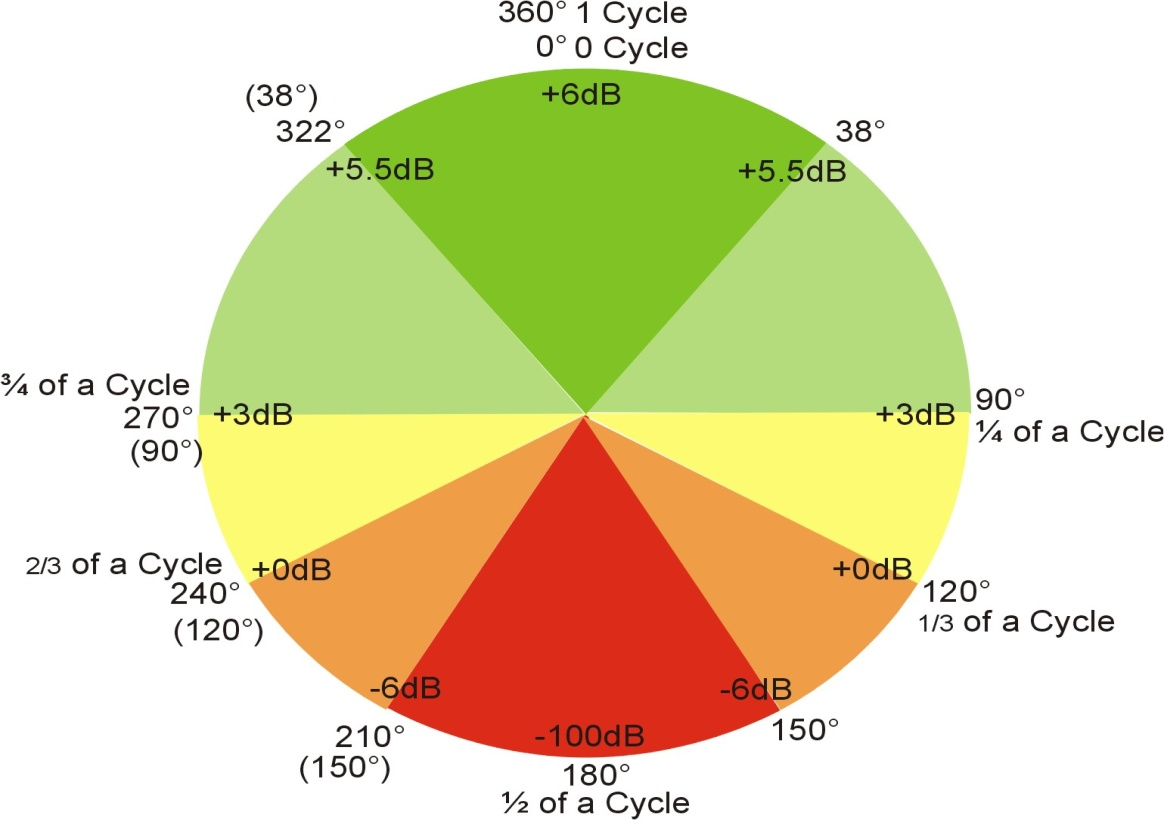 360° 1 Cycle
0° 0 Cycle
+6dB
(38°)
322°
38°
+5.5dB
+5.5dB
¾ of a Cycle
270°
(90°)
+3dB
+3dB
90°
¼ of a Cycle
2/3 of a Cycle
240°
(120°)
+0dB
+0dB
120°
1/3 of a Cycle
-6dB
-6dB
210°
(150°)
150°
-100dB
180°
½ of a Cycle